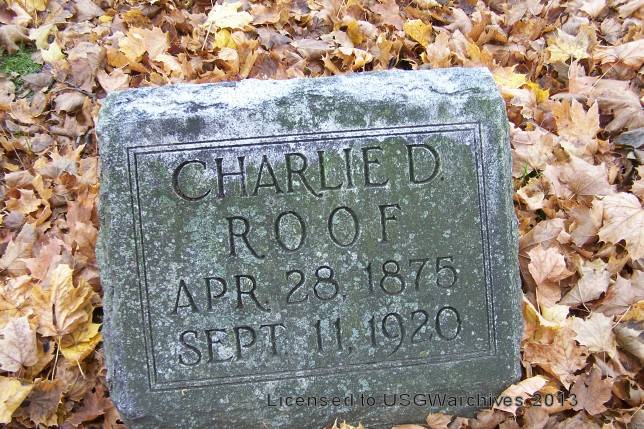 CHARLIE D.
ROOF
APR. 28, 1875
SEPT. 11, 1920
Licensed to USGWarchives 2013